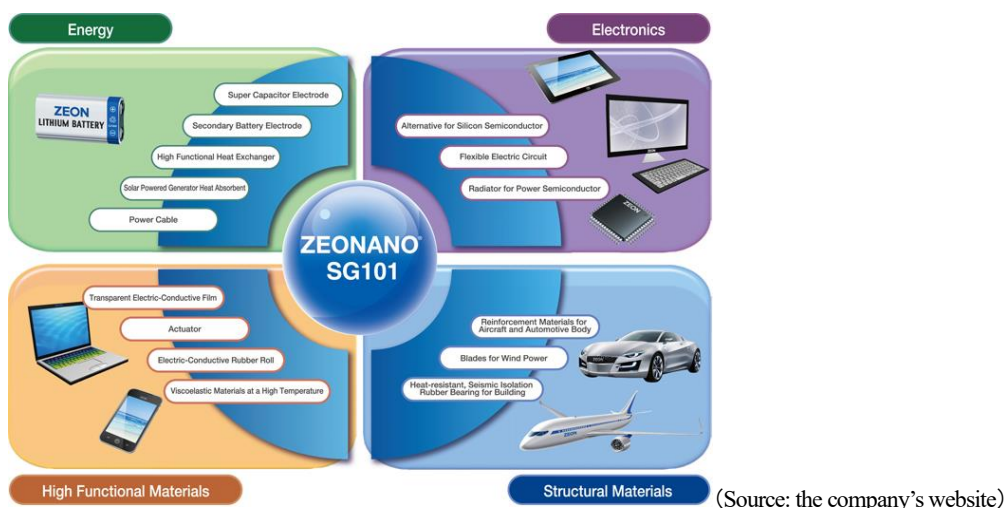 Energy
Electronics
ZEON
LITHIUM BATTERY
Super Capacitor Electrode
Secondary Battery Electrode
High Functional Heat Exchanger
Solar Powered Generator Heat Absorbent
Power Cable
Alternative for Silicon Semiconductor
Flexible Electric Circuit
Radiator for Power Semiconductor
ZEON
ZEONANO®
SG101
Transparent Electric-Conductive Film
Actuator
Electric-Conductive Rubber Roll
Viscoelastic Materials at a High Temperature
Reinforcement Materials for
Aircraft and Automotive Body
Blades for Wind Power
Heat-resistant, Seismic Isolation
Rubber Bearing for Building
ZEON
High Functional Materials
Structural Materials
(Source: the company's website)